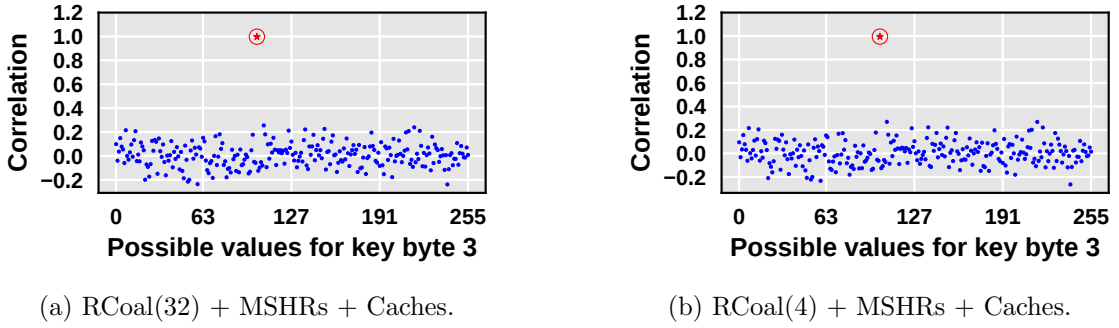 1.2
1.0
0.8
0.6
0.4
0.2
0.0
−0.2
Correlation
0 63 127 191 255
Possible values for key byte 3
(a) RCoal(32) + MSHRs + Caches.
1.2
1.0
0.8
0.6
0.4
0.2
0.0
−0.2
Correlation
0 63 127 191 255
Possible values for key byte 3
(b) RCoal(4) + MSHRs + Caches.